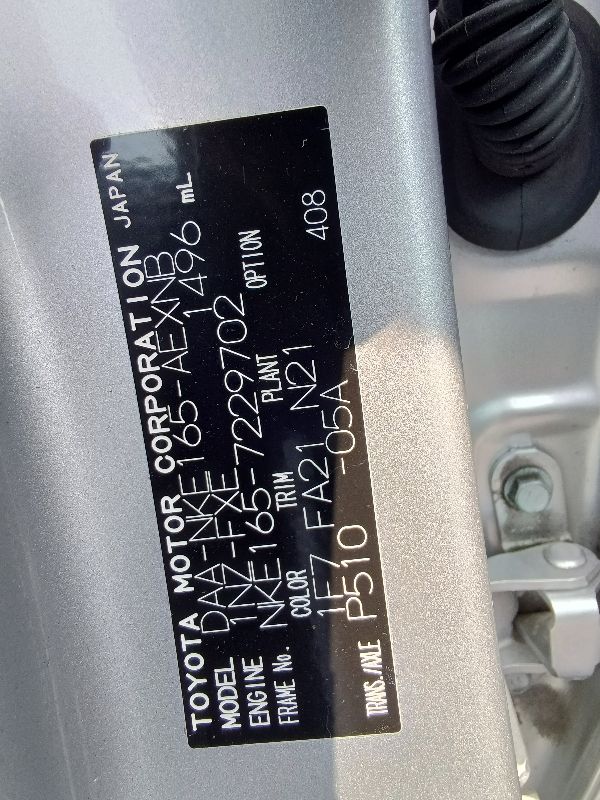 TOYOTA MOTOR CORPORATION JAPAN
MODEL DAA-NKE165-AEXNB
ENGINE 1NZ-FXE 1496 mL
FRAME No. NKE165-7229702
COLOR TRIM PLANT OPTION
1F7 FA21 N21 408
TRANS./AXLE P510 -05A